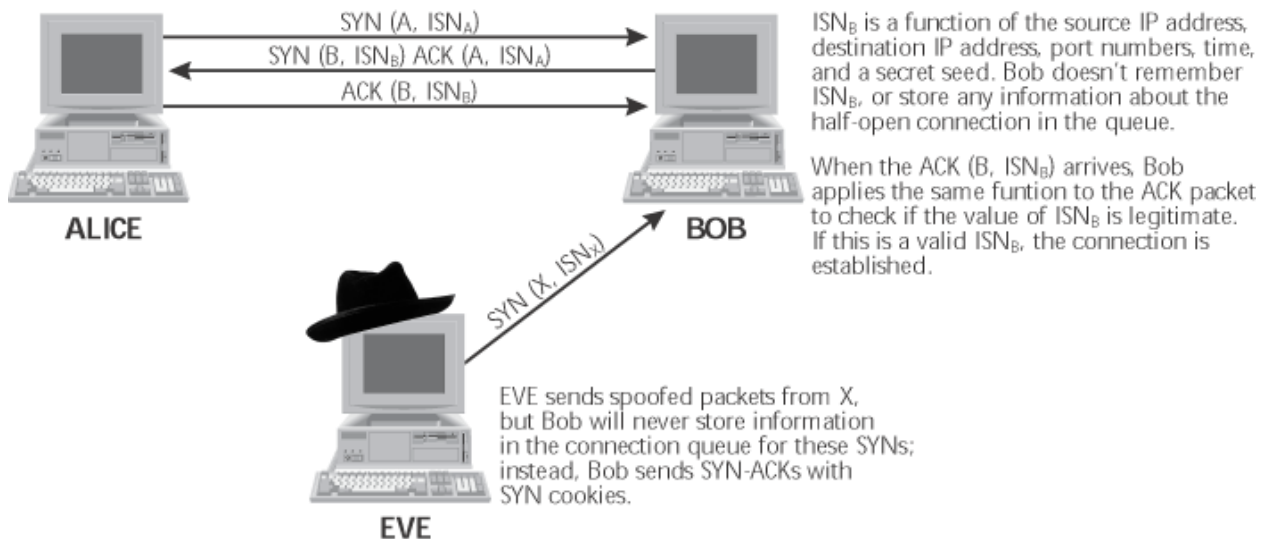 SYN (A, ISNA)
SYN (B, ISNB) ACK (A, ISNA)
ACK (B, ISNB)
ALICE
BOB
ISNB is a function of the source IP address,
destination IP address, port numbers, time,
and a secret seed. Bob doesn't remember
ISNB, or store any information about the
half-open connection in the queue.
When the ACK (B, ISNB) arrives, Bob
applies the same funtion to the ACK packet
to check if the value of ISNB is legitimate.
If this is a valid ISNB, the connection is
established.
SYN (X, ISNX)
EVE sends spoofed packets from X,
but Bob will never store information
in the connection queue for these SYNs;
instead, Bob sends SYN-ACKs with
SYN cookies.
EVE